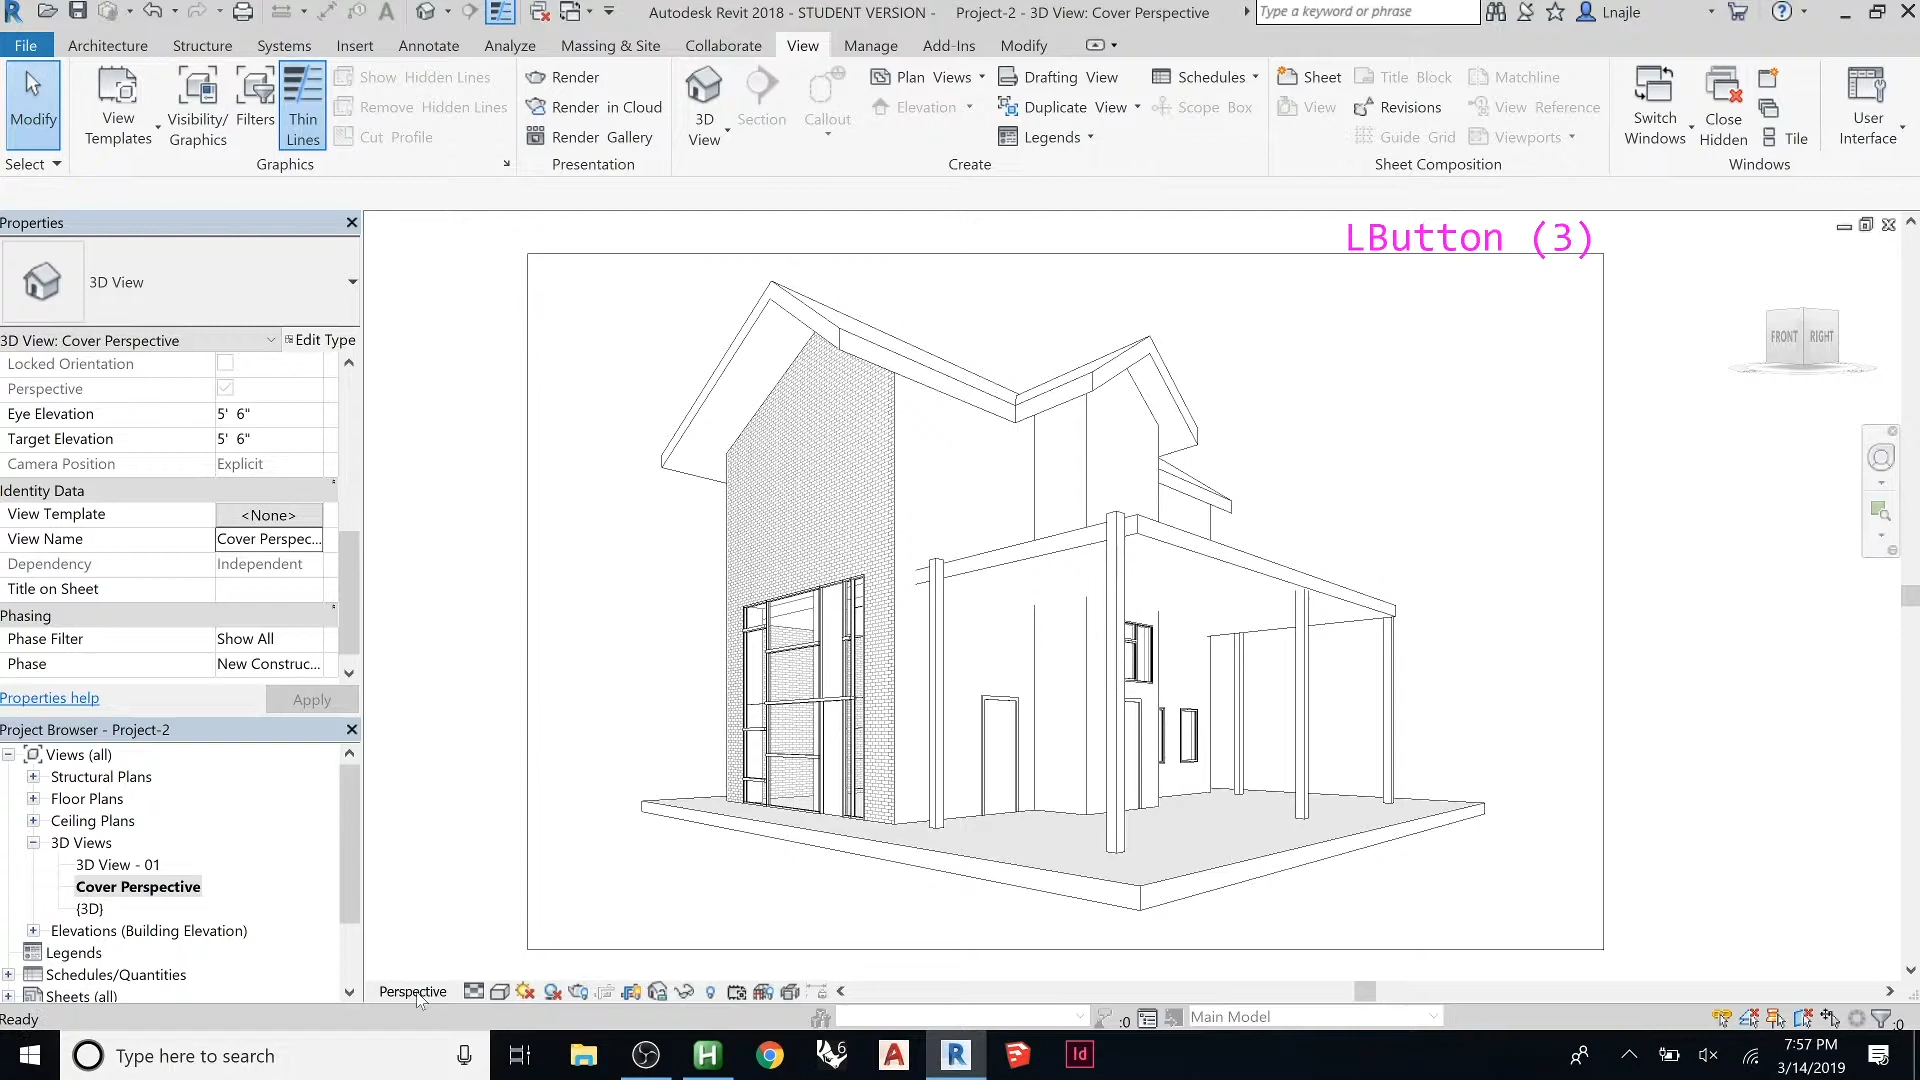 Autodesk Revit 2018 - STUDENT VERSION - Project-2 - 3D View: Cover Perspective
Type a keyword or phrase
Lnajle
File Architecture Structure Systems Insert Annotate Analyze Massing & Site Collaborate View Manage Add-Ins Modify
Modify
View Templates
Visibility/ Graphics
Filters
Thin Lines
Show Hidden Lines
Remove Hidden Lines
Cut Profile
Render
Render in Cloud
Render Gallery
3D View
Section
Callout
Plan Views
Elevation
Drafting View
Duplicate View
Legends
Schedules
Scope Box
Sheet
View
Title Block
Revisions
Guide Grid
Matchline
View Reference
Viewports
Switch Windows
Close Hidden
Tile
User Interface
Select Graphics Presentation Create Sheet Composition Windows
Properties
3D View
3D View: Cover Perspective
Edit Type
Locked Orientation
Perspective
Eye Elevation 5' 6"
Target Elevation 5' 6"
Camera Position Explicit
Identity Data
View Template <None>
View Name Cover Perspec...
Dependency Independent
Title on Sheet
Phasing
Phase Filter Show All
Phase New Construc...
Properties help
Apply
Project Browser - Project-2
Views (all)
Structural Plans
Floor Plans
Ceiling Plans
3D Views
3D View - 01
Cover Perspective
{3D}
Elevations (Building Elevation)
Legends
Schedules/Quantities
Sheets (all)
LButton (3)
FRONT RIGHT
Perspective
Ready
:0
Main Model
:0
Type here to search
6
A
R
Id
7:57 PM
3/14/2019